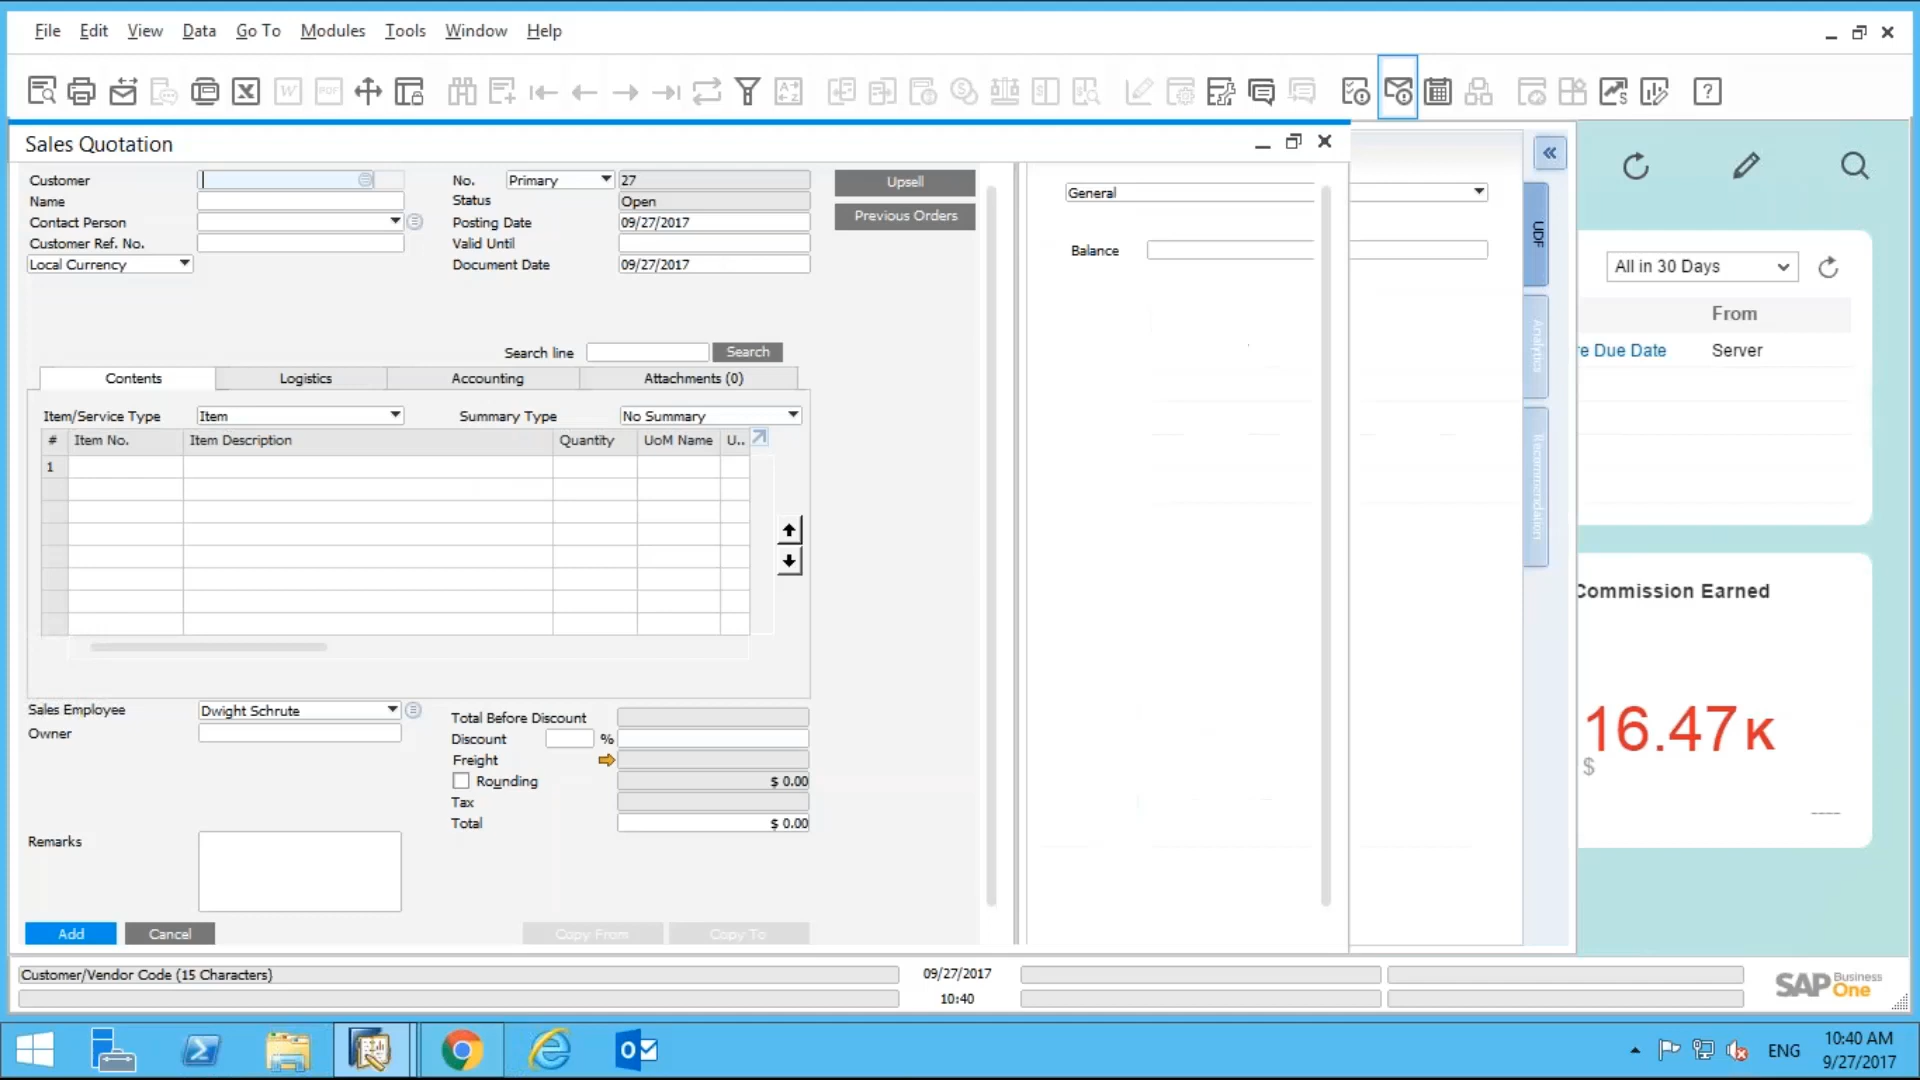 File Edit View Data Go To Modules Tools Window Help
Sales Quotation
Customer
Name
Contact Person
Customer Ref. No.
Local Currency
No. Primary 27
Status Open
Posting Date 09/27/2017
Valid Until
Document Date 09/27/2017
Upsell
Previous Orders
General
Balance
UDF
Analytics
Recommendation
All in 30 Days
From
e Due Date Server
Search line Search
Contents Logistics Accounting Attachments (0)
Item/Service Type Item Summary Type No Summary
# Item No. Item Description Quantity UoM Name U..
1
Commission Earned
16.47K
$
Sales Employee Dwight Schrute
Owner
Total Before Discount
Discount %
Freight
Rounding $ 0.00
Tax
Total $ 0.00
Remarks
Add Cancel Copy From Copy To
Customer/Vendor Code (15 Characters) 09/27/2017
10:40
SAP Business One
ENG
10:40 AM
9/27/2017